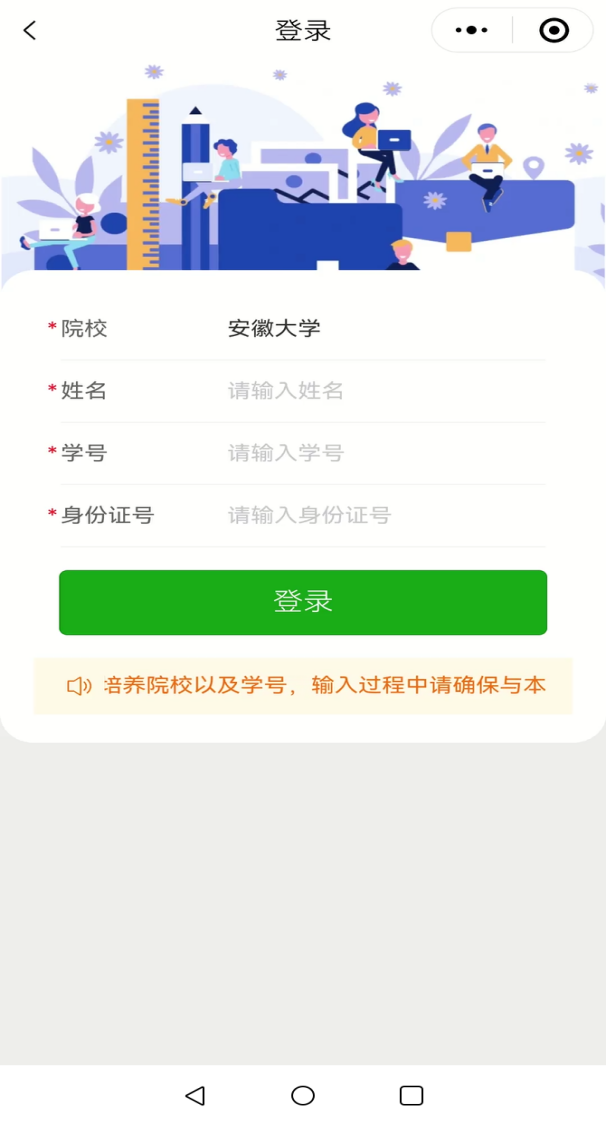 登录
*院校 安徽大学
*姓名 请输入姓名
*学号 请输入学号
*身份证号 请输入身份证号
登录
培养院校以及学号，输入过程中请确保与本